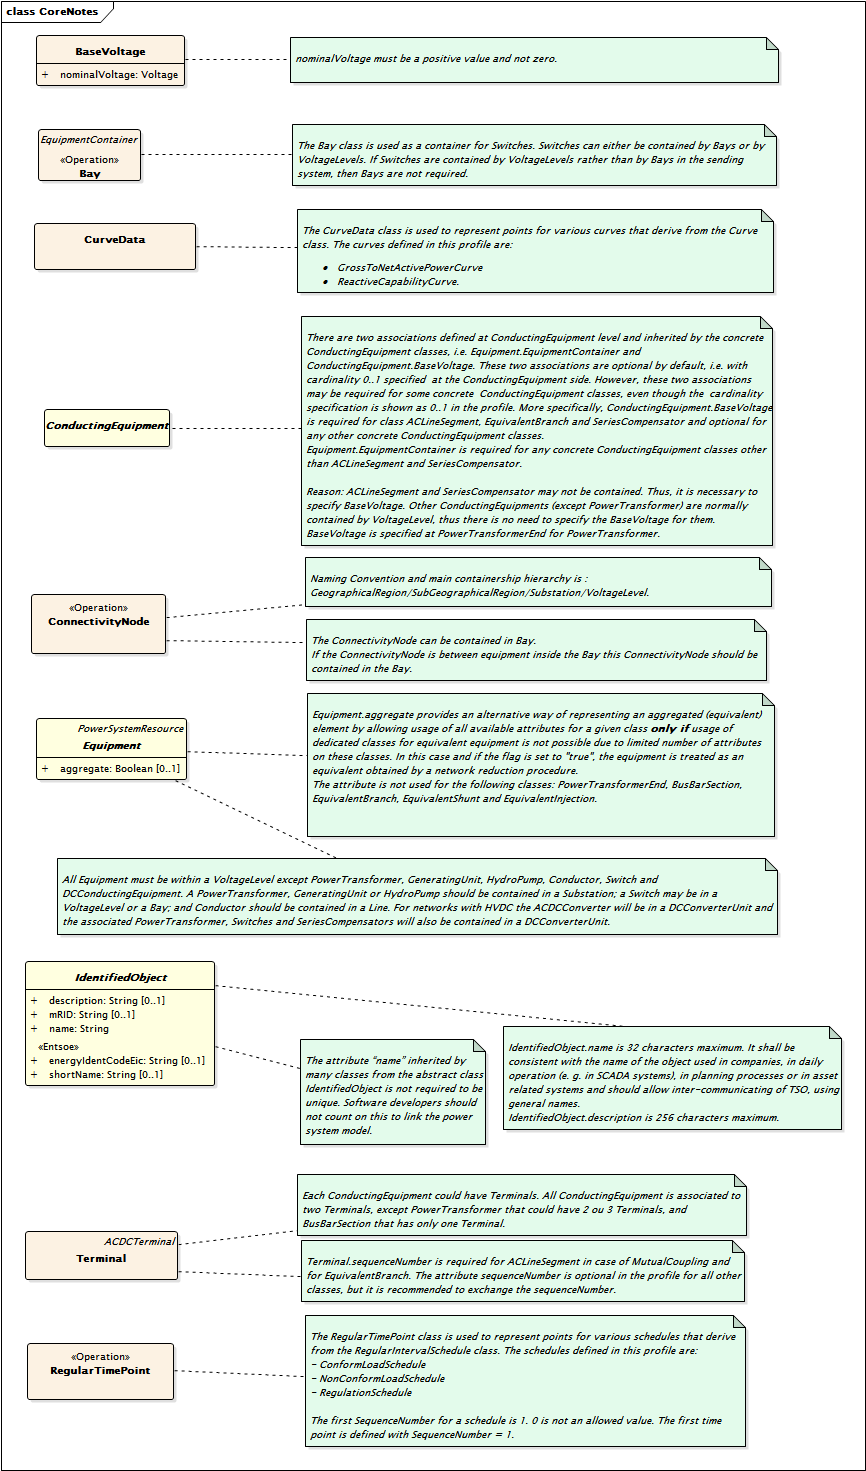 class CoreNotes
BaseVoltage
+ nominalVoltage: Voltage
nominalVoltage must be a positive value and not zero.
EquipmentContainer
«Operation»
Bay
The Bay class is used as a container for Switches. Switches can either be contained by Bays or by
VoltageLevels. If Switches are contained by VoltageLevels rather than by Bays in the sending
system, then Bays are not required.
CurveData
The CurveData class is used to represent points for various curves that derive from the Curve
class. The curves defined in this profile are:
• GrossToNetActivePowerCurve
• ReactiveCapabilityCurve.
ConductingEquipment
There are two associations defined at ConductingEquipment level and inherited by the concrete
ConductingEquipment classes, i.e. Equipment.EquipmentContainer and
ConductingEquipment.BaseVoltage. These two associations are optional by default, i.e. with
cardinality 0..1 specified at the ConductingEquipment side. However, these two associations
may be required for some concrete ConductingEquipment classes, even though the cardinality
specification is shown as 0..1 in the profile. More specifically, ConductingEquipment.BaseVoltage
is required for class ACLineSegment, EquivalentBranch and SeriesCompensator and optional for
any other concrete ConductingEquipment classes.
Equipment.EquipmentContainer is required for any concrete ConductingEquipment classes other
than ACLineSegment and SeriesCompensator.
Reason: ACLineSegment and SeriesCompensator may not be contained. Thus, it is necessary to
specify BaseVoltage. Other ConductingEquipments (except PowerTransformer) are normally
contained by VoltageLevel, thus there is no need to specify the BaseVoltage for them.
BaseVoltage is specified at PowerTransformerEnd for PowerTransformer.
«Operation»
ConnectivityNode
Naming Convention and main containership hierarchy is :
GeographicalRegion/SubGeographicalRegion/Substation/VoltageLevel.
The ConnectivityNode can be contained in Bay.
If the ConnectivityNode is between equipment inside the Bay this ConnectivityNode should be
contained in the Bay.
PowerSystemResource
Equipment
+ aggregate: Boolean [0..1]
Equipment.aggregate provides an alternative way of representing an aggregated (equivalent)
element by allowing usage of all available attributes for a given class only if usage of
dedicated classes for equivalent equipment is not possible due to limited number of attributes
on these classes. In this case and if the flag is set to "true", the equipment is treated as an
equivalent obtained by a network reduction procedure.
The attribute is not used for the following classes: PowerTransformerEnd, BusBarSection,
EquivalentBranch, EquivalentShunt and EquivalentInjection.
All Equipment must be within a VoltageLevel except PowerTransformer, GeneratingUnit, HydroPump, Conductor, Switch and
DCConductingEquipment. A PowerTransformer, GeneratingUnit or HydroPump should be contained in a Substation; a Switch may be in a
VoltageLevel or a Bay; and Conductor should be contained in a Line. For networks with HVDC the ACDCConverter will be in a DCConverterUnit and
the associated PowerTransformer, Switches and SeriesCompensators will also be contained in a DCConverterUnit.
IdentifiedObject
+ description: String [0..1]
+ mRID: String [0..1]
+ name: String
«Entsoe»
+ energyIdentCodeEic: String [0..1]
+ shortName: String [0..1]
The attribute “name” inherited by
many classes from the abstract class
IdentifiedObject is not required to be
unique. Software developers should
not count on this to link the power
system model.
IdentifiedObject.name is 32 characters maximum. It shall be
consistent with the name of the object used in companies, in daily
operation (e. g. in SCADA systems), in planning processes or in asset
related systems and should allow inter-communicating of TSO, using
general names.
IdentifiedObject.description is 256 characters maximum.
ACDCTerminal
Terminal
Each ConductingEquipment could have Terminals. All ConductingEquipment is associated to
two Terminals, except PowerTransformer that could have 2 ou 3 Terminals, and
BusBarSection that has only one Terminal.
Terminal.sequenceNumber is required for ACLineSegment in case of MutualCoupling and
for EquivalentBranch. The attribute sequenceNumber is optional in the profile for all other
classes, but it is recommended to exchange the sequenceNumber.
«Operation»
RegularTimePoint
The RegularTimePoint class is used to represent points for various schedules that derive
from the RegularIntervalSchedule class. The schedules defined in this profile are:
- ConformLoadSchedule
- NonConformLoadSchedule
- RegulationSchedule
The first SequenceNumber for a schedule is 1. 0 is not an allowed value. The first time
point is defined with SequenceNumber = 1.